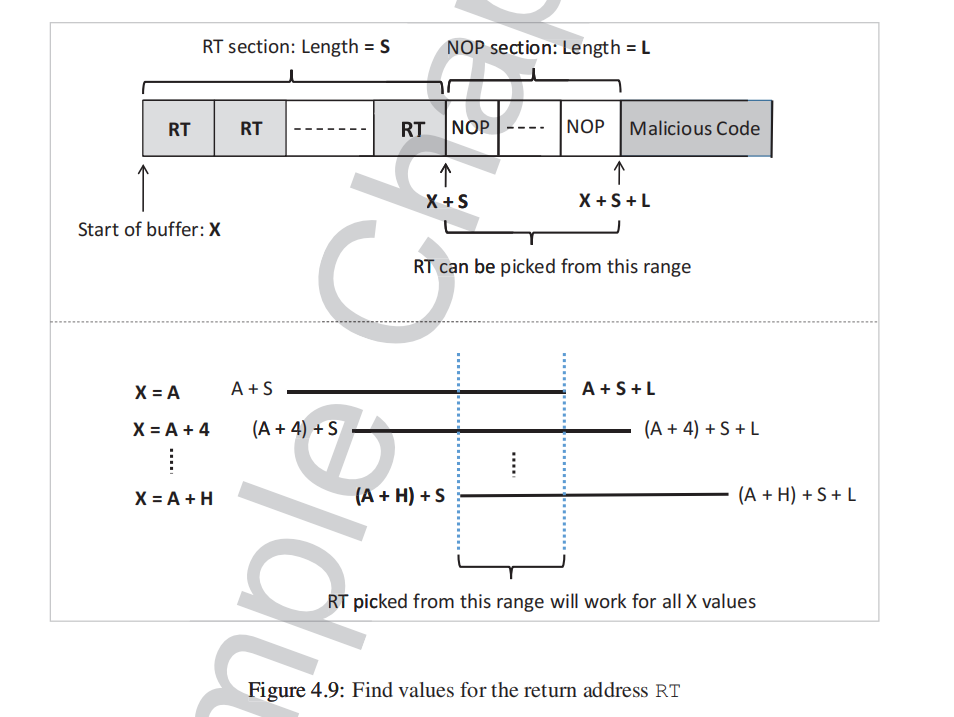 RT section: Length = S
NOP section: Length = L
RT RT RT NOP NOP Malicious Code
X + S
X + S + L
Start of buffer: X
RT can be picked from this range
X = A A + S A + S + L
X = A + 4 (A + 4) + S (A + 4) + S + L
X = A + H (A + H) + S (A + H) + S + L
RT picked from this range will work for all X values
Figure 4.9: Find values for the return address RT
mple Chap